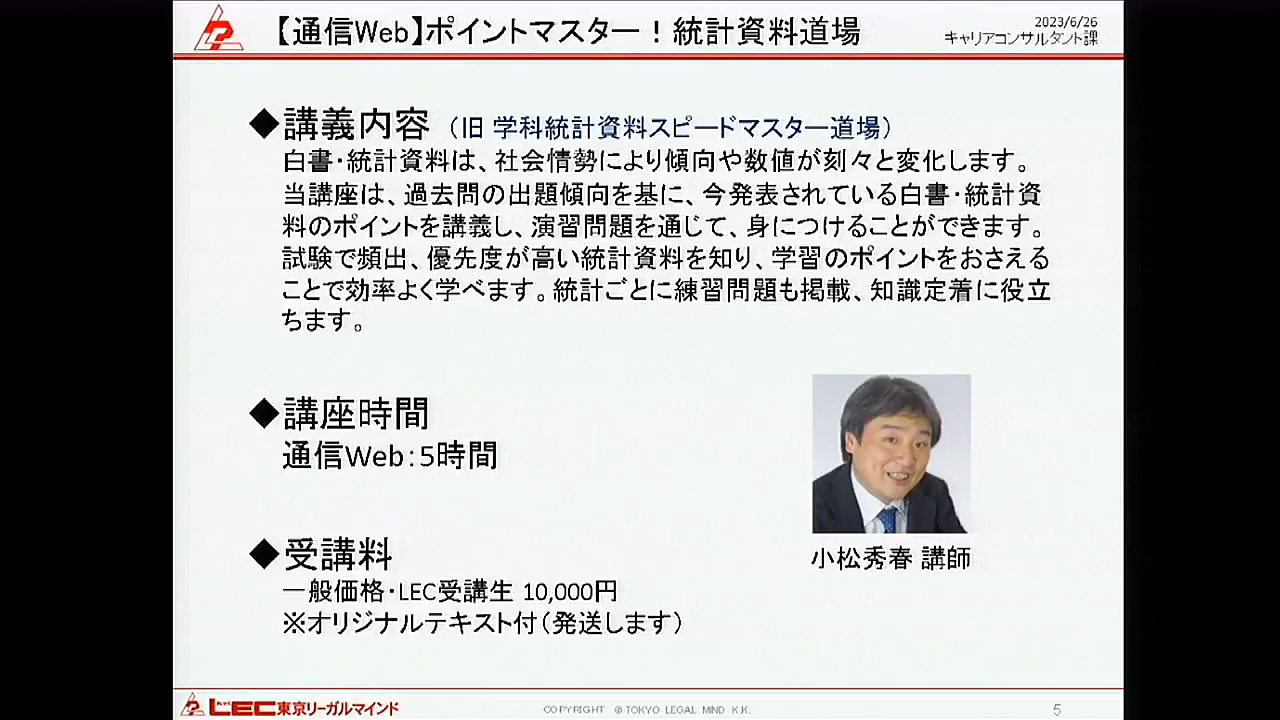 【通信Web】ポイントマスター！統計資料道場
2023/6/26
キャリアコンサルタント課
◆講義内容 （旧 学科統計資料スピードマスター道場）
白書・統計資料は、社会情勢により傾向や数値が刻々と変化します。
当講座は、過去問の出題傾向を基に、今発表されている白書・統計資
料のポイントを講義し、演習問題を通じて、身につけることができます。
試験で頻出、優先度が高い統計資料を知り、学習のポイントをおさえる
ことで効率よく学べます。統計ごとに練習問題も掲載、知識定着に役立
ちます。
◆講座時間
通信Web：5時間
小松秀春 講師
◆受講料
一般価格・LEC受講生 10,000円
※オリジナルテキスト付（発送します）
LEC東京リーガルマインド
COPYRIGHT ©TOKYO LEGAL MIND K.K.
5